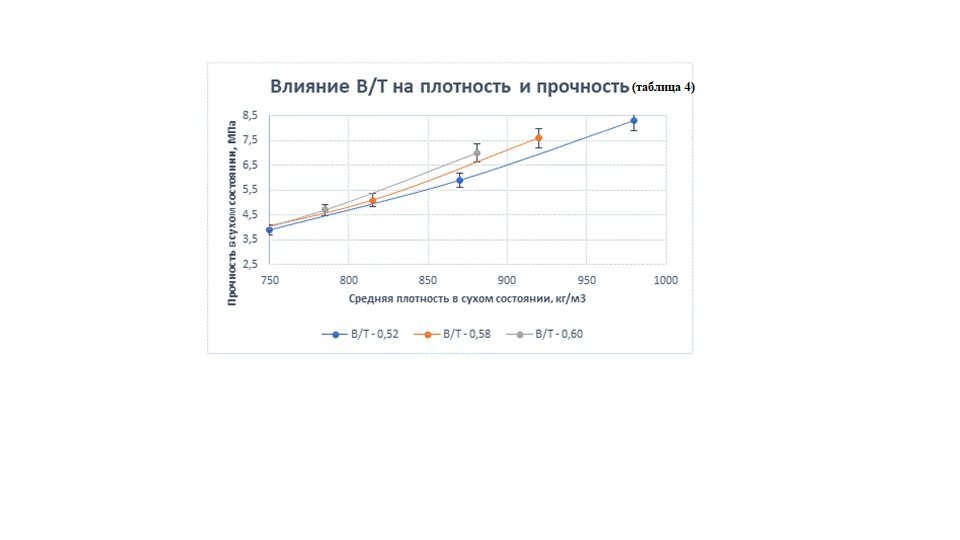 Влияние В/Т на плотность и прочность (таблица 4)
Прочность в сухом состоянии, МПа
8,5
7,5
6,5
5,5
4,5
3,5
2,5
750 800 850 900 950 1000
Средняя плотность в сухом состоянии, кг/м3
В/Т - 0,52 В/Т - 0,58 В/Т - 0,60